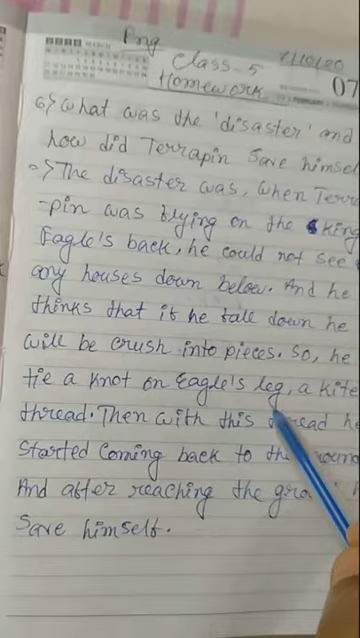 Eng
Class-5
Homework
07
6) What was the 'disaster' and
how did Terrapin save himsel
The disaster was, when Terra
-pin was flying on the King
Eagle's back, he could not see
any houses down below. And he
thinks that if he fall down he
will be crush into pieces. So, he
tie a knot on Eagle's leg, a kite
thread. Then with this thread he
started coming back to the
And after reaching the
Save himself.